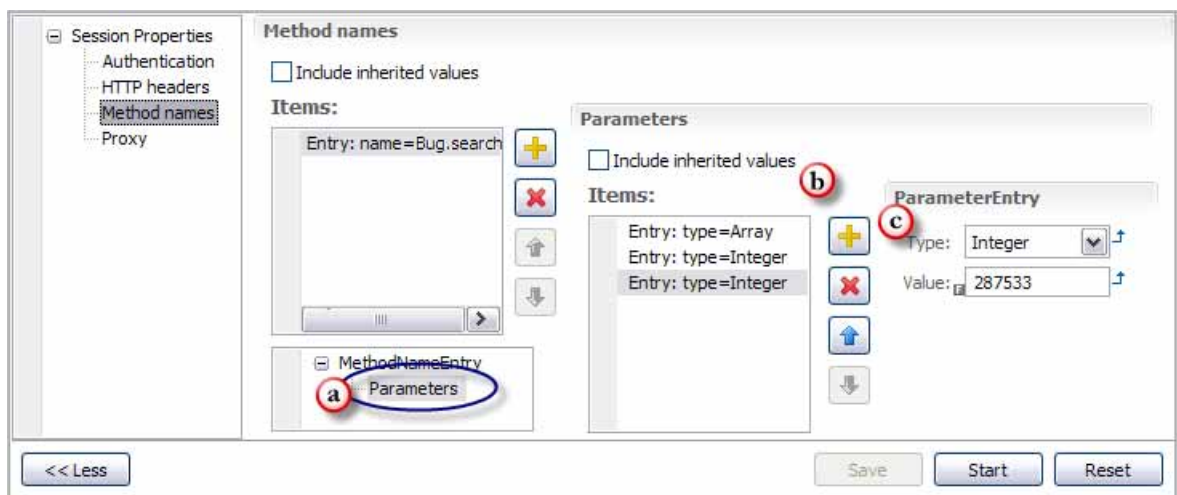 Session Properties
Authentication
HTTP headers
Method names
Proxy
Method names
Include inherited values
Items:
Entry: name=Bug.search
MethodNameEntry
Parameters
a
Parameters
Include inherited values
b
Items:
Entry: type=Array
Entry: type=Integer
Entry: type=Integer
ParameterEntry
c
Type: Integer
Value: F 287533
<< Less
Save
Start
Reset